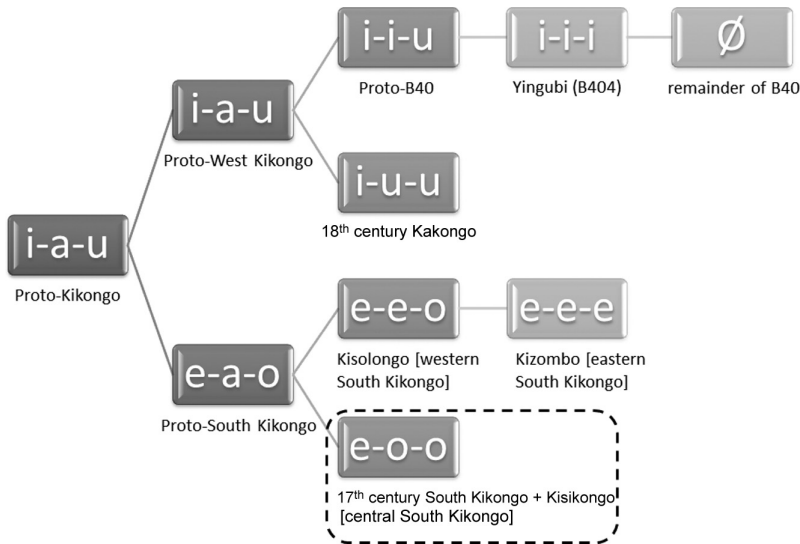 i-i-u
i-i-i
Ø
Proto-B40
Yingubi (B404)
remainder of B40
i-a-u
Proto-West Kikongo
i-u-u
18th century Kakongo
i-a-u
Proto-Kikongo
e-e-o
e-e-e
Kisolongo [western
South Kikongo]
Kizombo [eastern
South Kikongo]
e-a-o
Proto-South Kikongo
e-o-o
17th century South Kikongo + Kisikongo
[central South Kikongo]